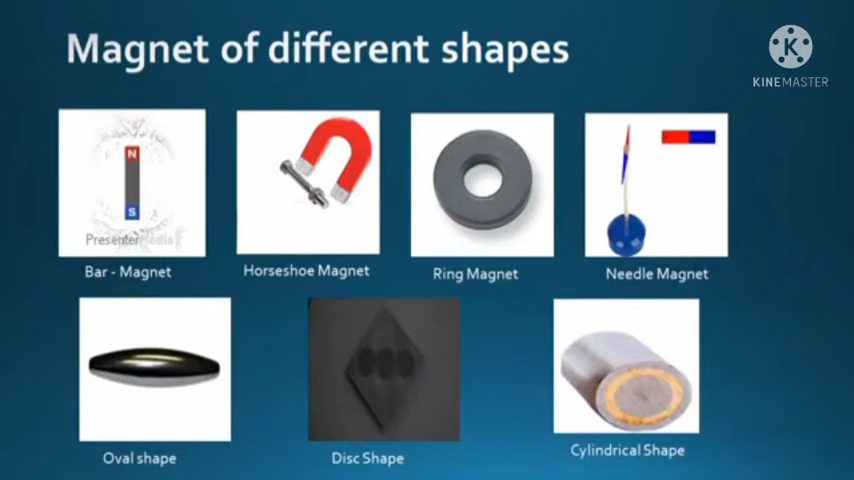 Magnet of different shapes
K
KINEMASTER
N
S
PresenterMedia
Bar - Magnet
Horseshoe Magnet
Ring Magnet
Needle Magnet
Oval shape
Disc Shape
Cylindrical Shape